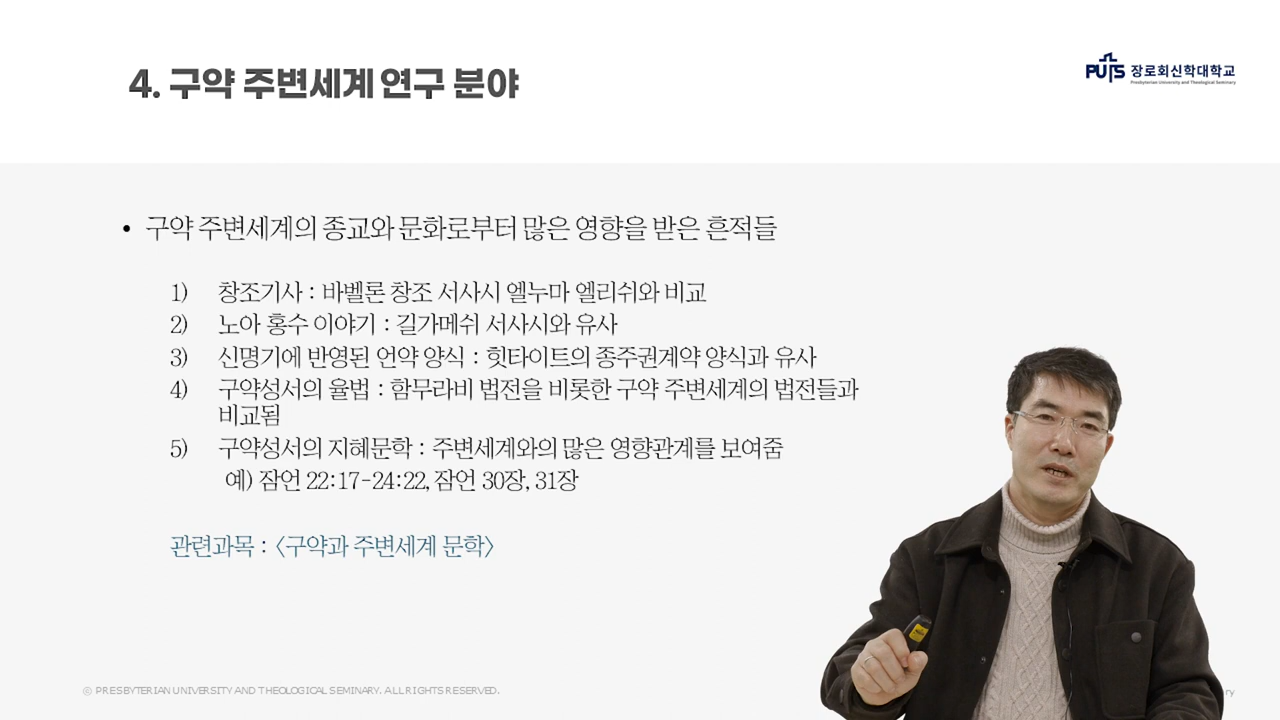 4. 구약 주변세계 연구 분야
PUTS 장로회신학대학교
Presbyterian University and Theological Seminary
• 구약 주변세계의 종교와 문화로부터 많은 영향을 받은 흔적들
1) 창조기사 : 바벨론 창조 서사시 엘누마 엘리쉬와 비교
2) 노아 홍수 이야기 : 길가메쉬 서사시와 유사
3) 신명기에 반영된 언약 양식 : 힛타이트의 종주권계약 양식과 유사
4) 구약성서의 율법 : 함무라비 법전을 비롯한 구약 주변세계의 법전들과
비교됨
5) 구약성서의 지혜문학 : 주변세계와의 많은 영향관계를 보여줌
예) 잠언 22:17-24:22, 잠언 30장, 31장
관련과목 : 〈구약과 주변세계 문학〉
ⓒ PRESBYTERIAN UNIVERSITY AND THEOLOGICAL SEMINARY. ALL RIGHTS RESERVED.